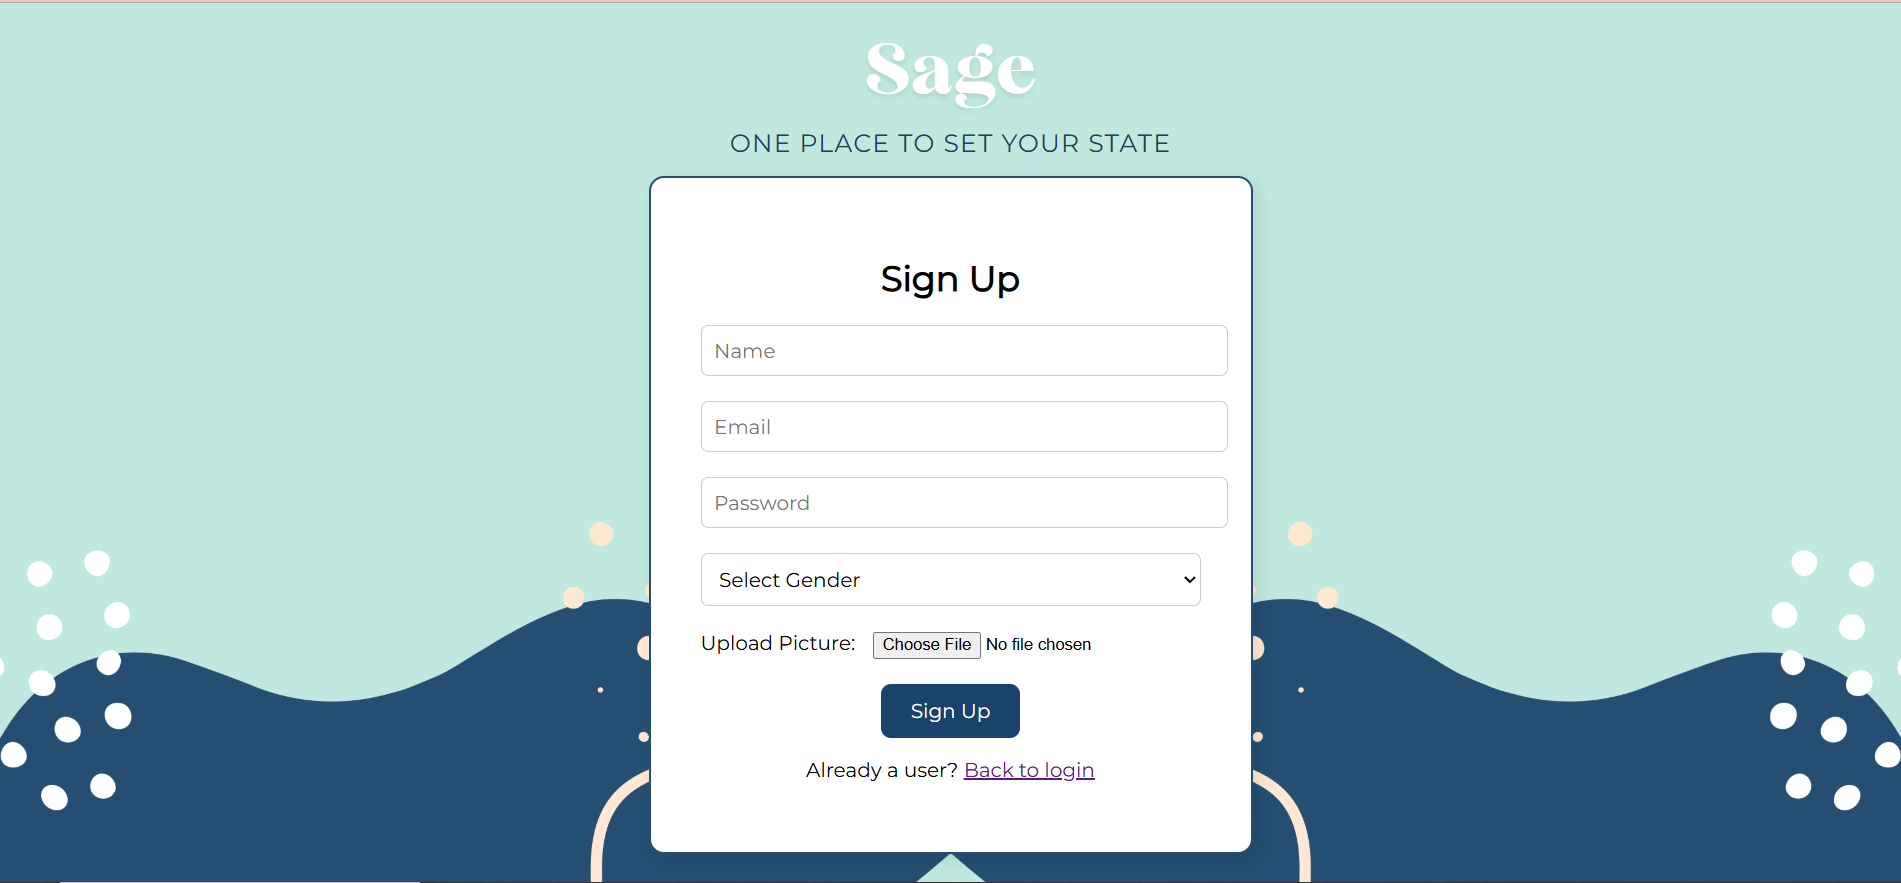 Sage
ONE PLACE TO SET YOUR STATE
Sign Up
Name
Email
Password
Select Gender
Upload Picture: Choose File No file chosen
Sign Up
Already a user? Back to login